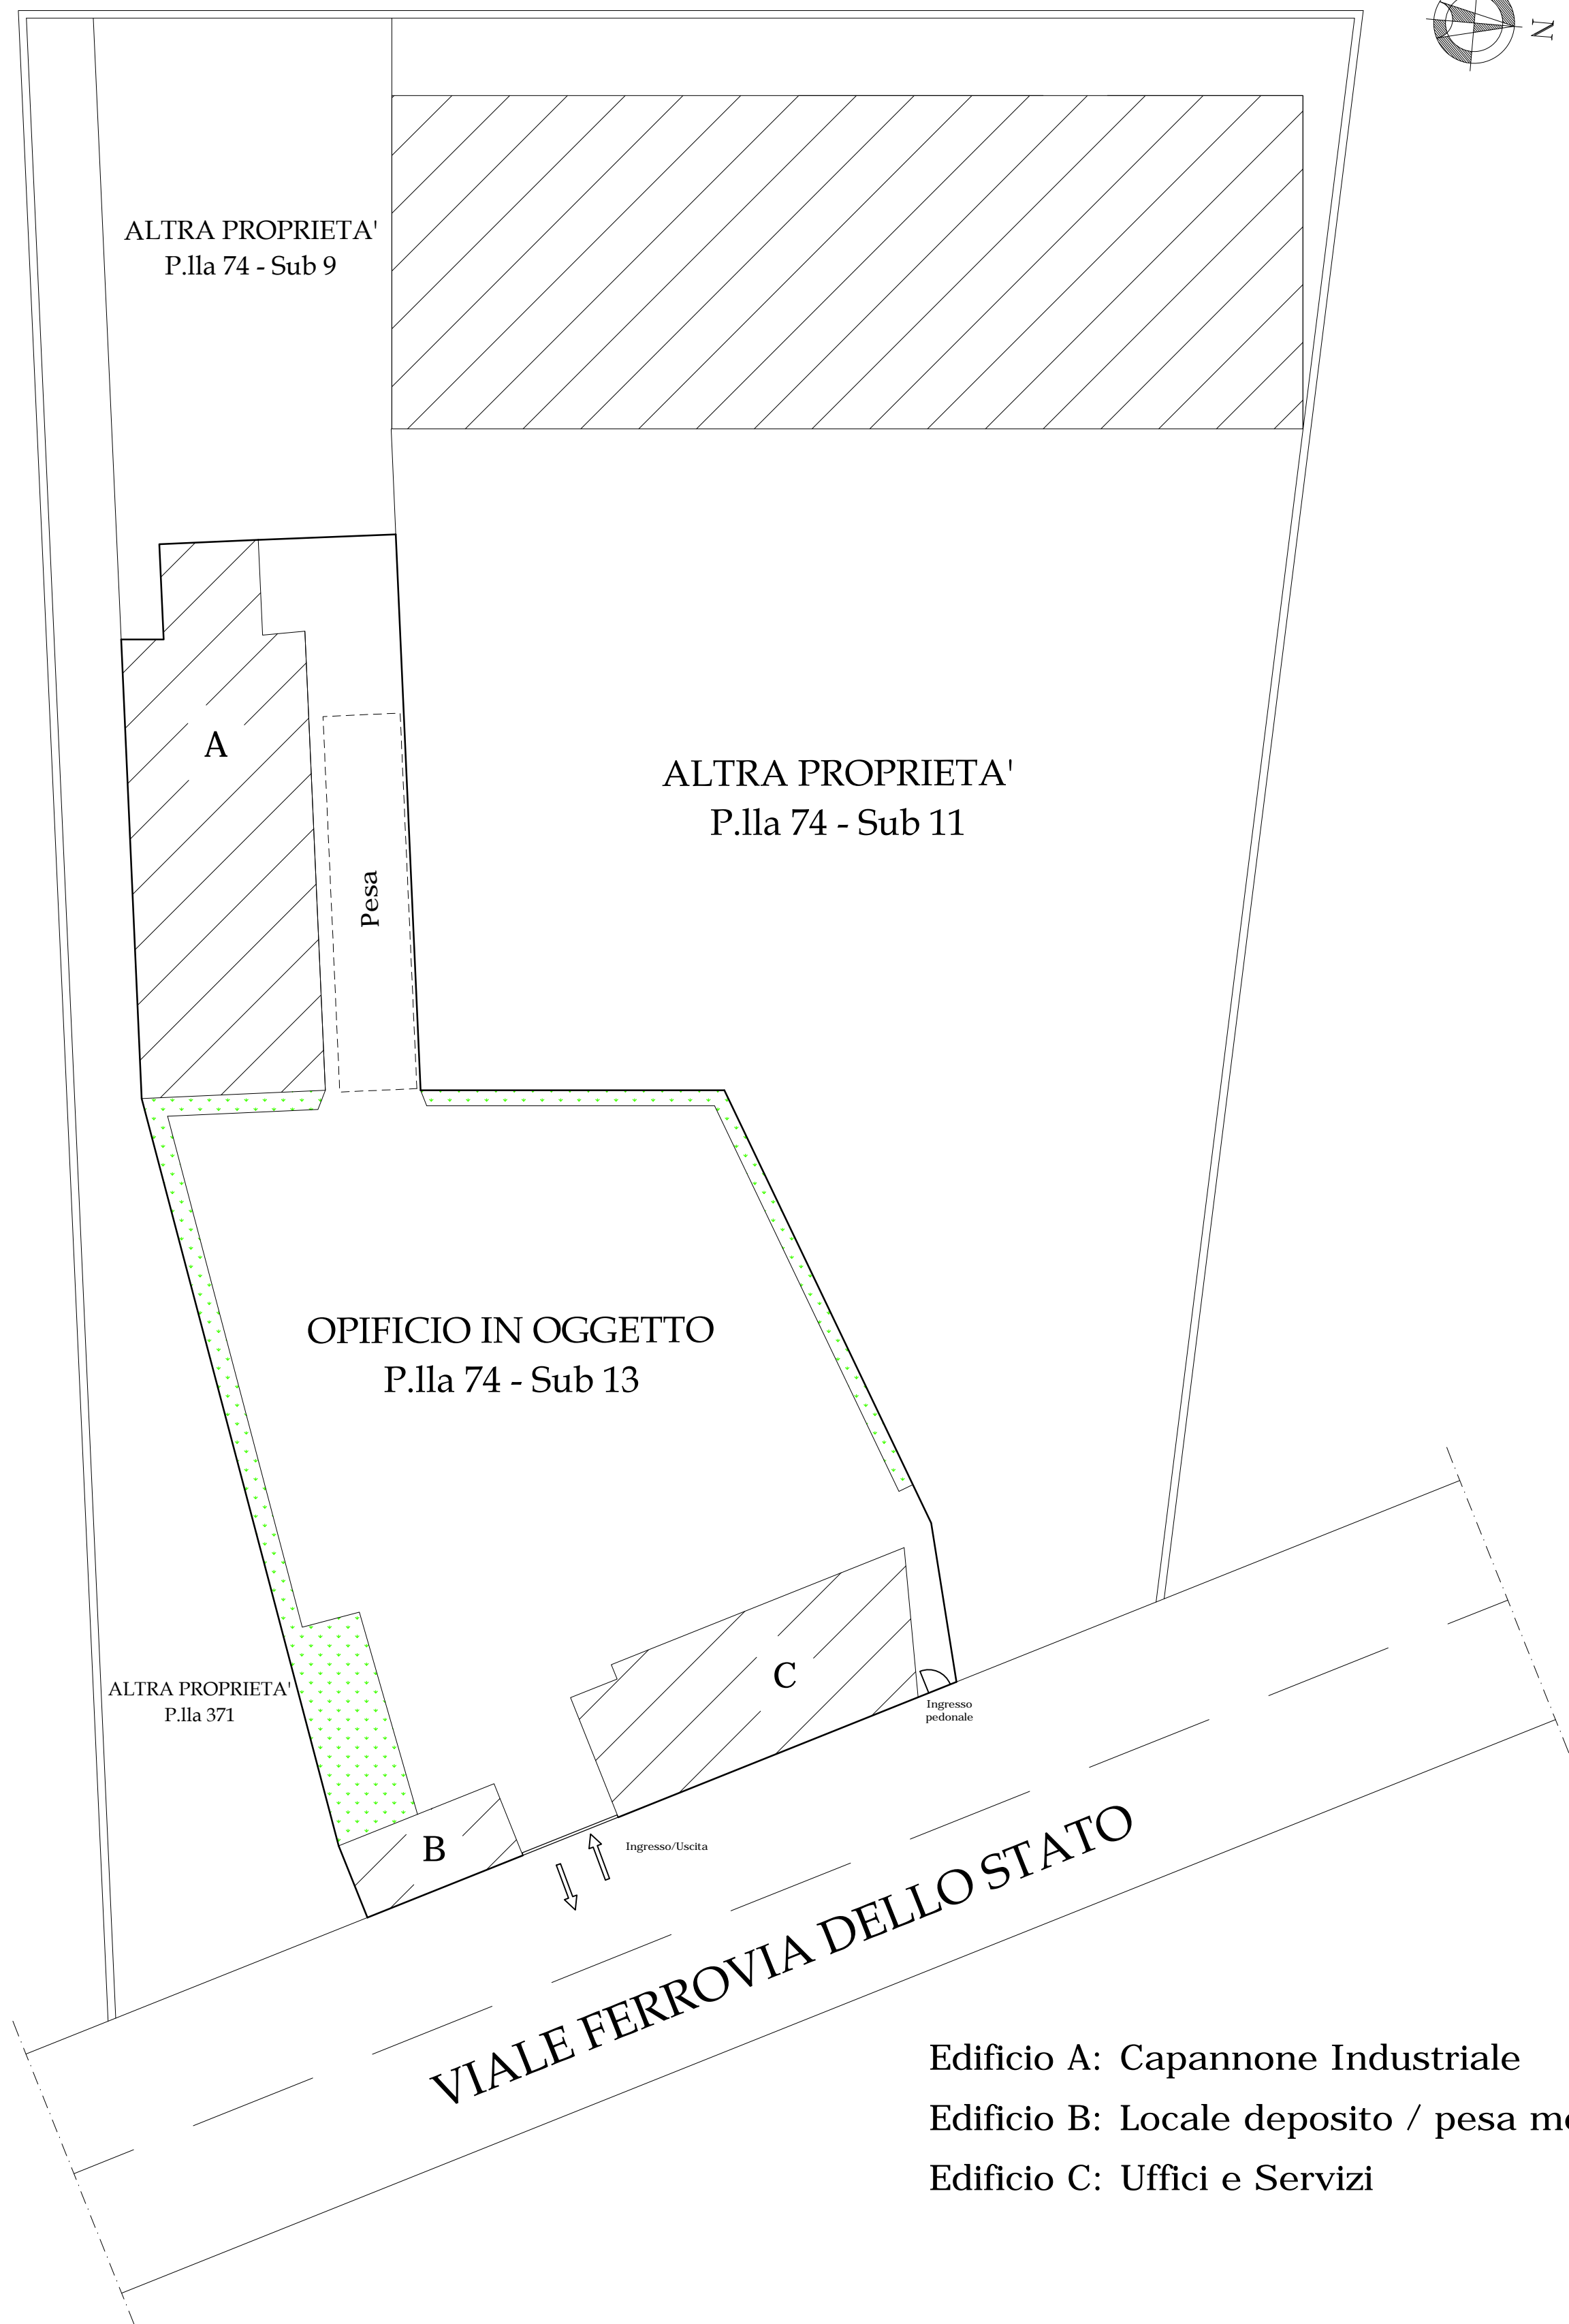 N
ALTRA PROPRIETA'
P.lla 74 - Sub 9
A
ALTRA PROPRIETA'
P.lla 74 - Sub 11
Pesa
OPIFICIO IN OGGETTO
P.lla 74 - Sub 13
C
ALTRA PROPRIETA'
P.lla 371
Ingresso
pedonale
B
Ingresso/Uscita
VIALE FERROVIA DELLO STATO
Edificio A: Capannone Industriale
Edificio B: Locale deposito / pesa
Edificio C: Uffici e Servizi